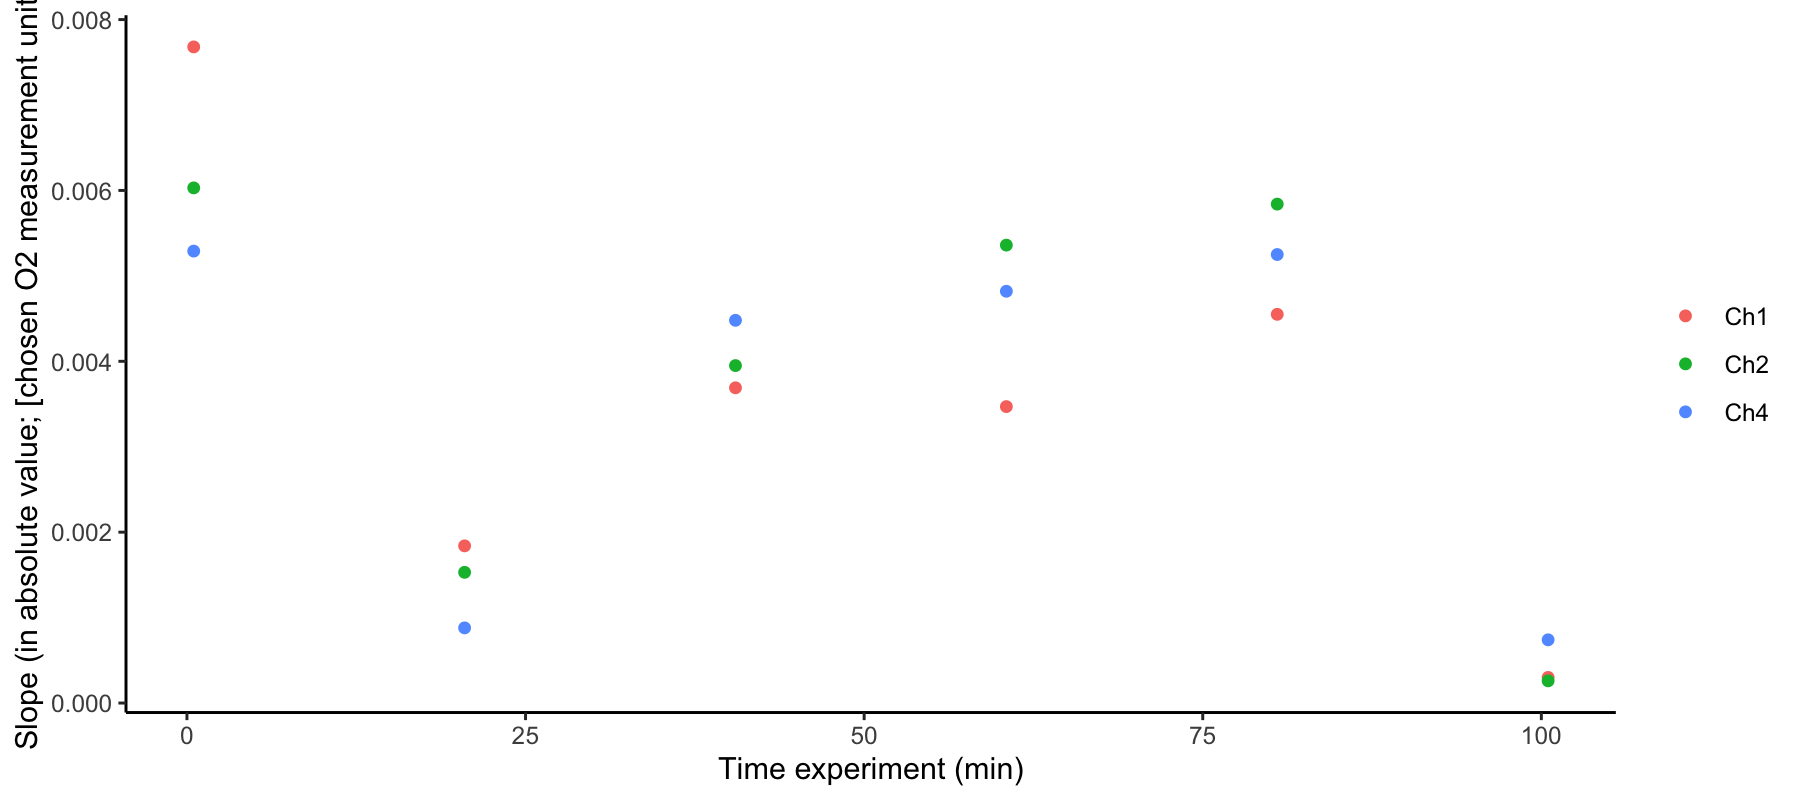 Slope (in absolute value; [chosen O2 measurement unit
0.008
0.006
0.004
0.002
0.000
0
25
50
75
100
Time experiment (min)
Ch1
Ch2
Ch4